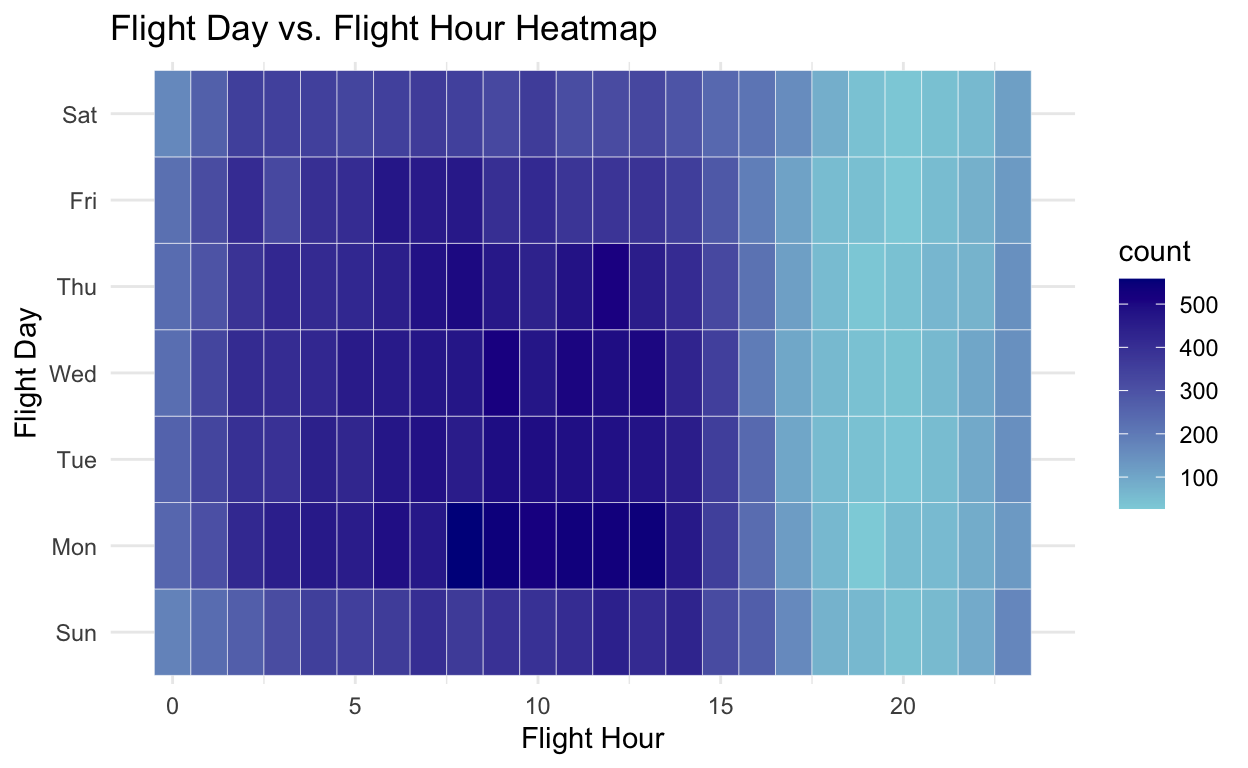 Flight Day vs. Flight Hour Heatmap
Flight Day
Sat
Fri
Thu
Wed
Tue
Mon
Sun
0 5 10 15 20
Flight Hour
count
500
400
300
200
100